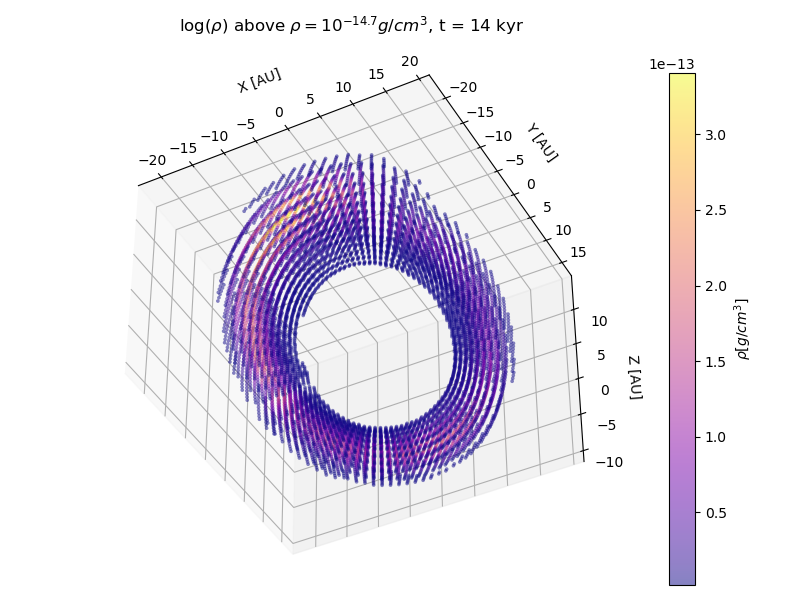 log(ρ) above ρ = 10^{-14.7} g/cm^3, t = 14 kyr
X [AU]
−20 −15 −10 −5 0 5 10 15 20
Y [AU]
−20 −15 −10 −5 0 5 10 15
Z [AU]
10 5 0 −5 −10
1e−13
3.0
2.5
2.0
1.5
1.0
0.5
ρ[g/cm^3]